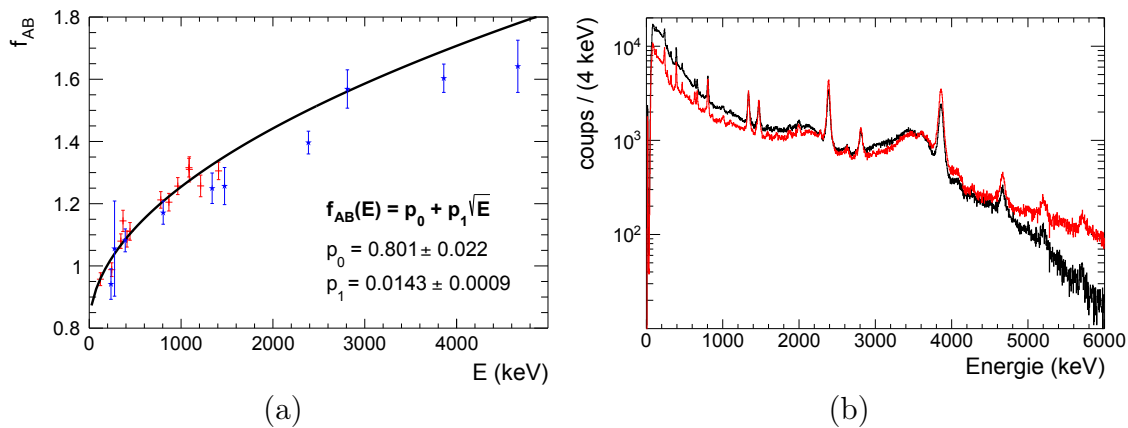 f_AB
1.8
1.6
1.4
1.2
1
0.8
0 1000 2000 3000 4000
E (keV)
f_AB(E) = p_0 + p_1√E
p_0 = 0.801 ± 0.022
p_1 = 0.0143 ± 0.0009
(a)
coups / (4 keV)
10^4
10^3
10^2
0 1000 2000 3000 4000 5000 6000
Energie (keV)
(b)